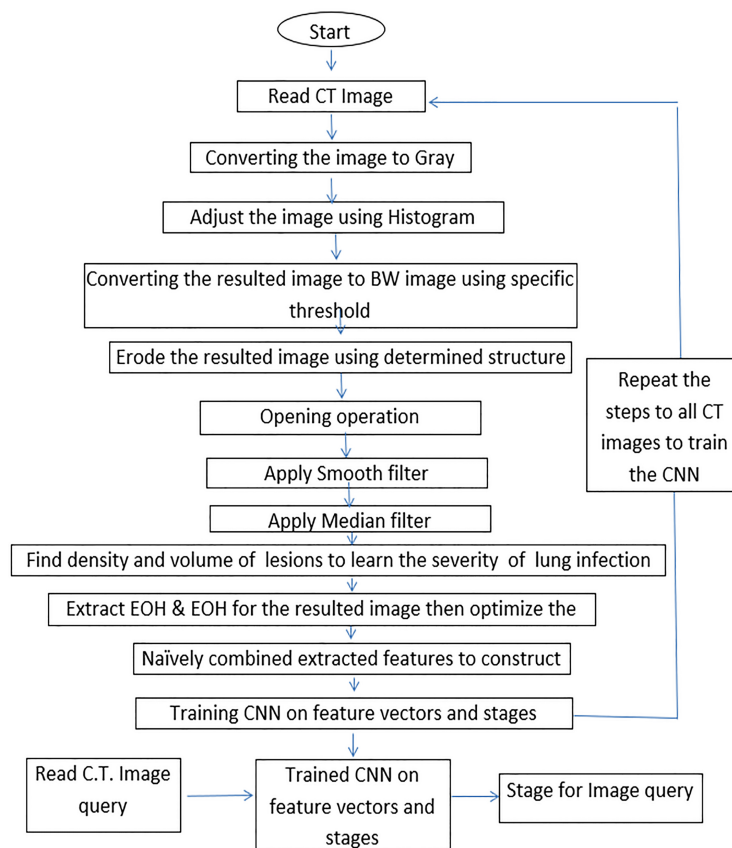 Start
Read CT Image
Converting the image to Gray
Adjust the image using Histogram
Converting the resulted image to BW image using specific
threshold
Erode the resulted image using determined structure
Opening operation
Apply Smooth filter
Apply Median filter
Find density and volume of lesions to learn the severity of lung infection
Extract EOH & EOH for the resulted image then optimize the
Naïvely combined extracted features to construct
Training CNN on feature vectors and stages
Repeat the
steps to all CT
images to train
the CNN
Read C.T. Image
query
Trained CNN on
feature vectors and
stages
Stage for Image query